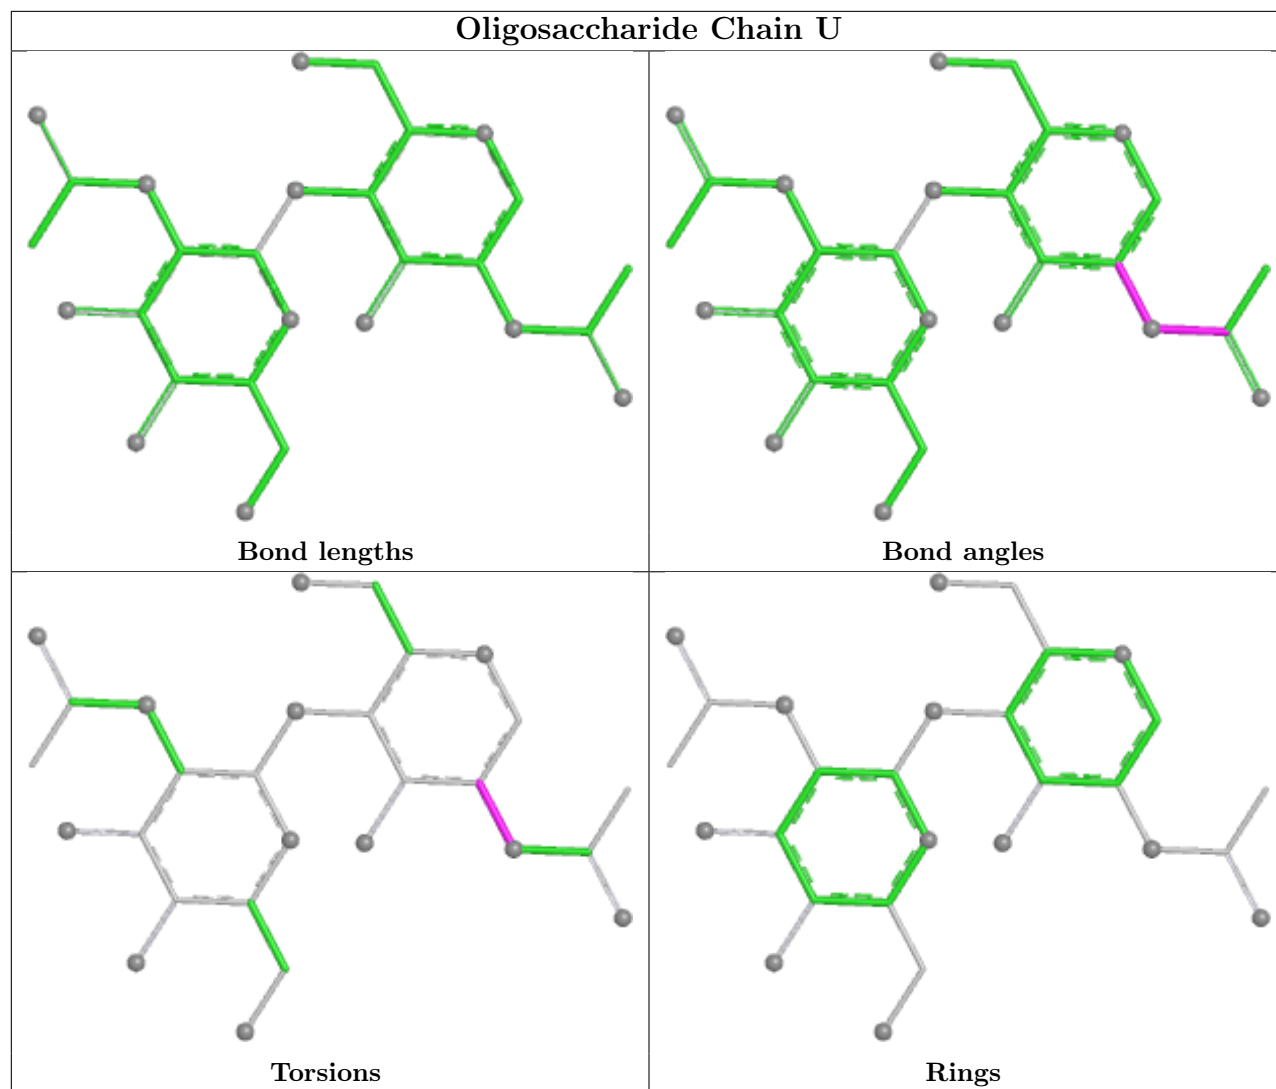 Oligosaccharide Chain U
Bond lengths
Bond angles
Torsions
Rings